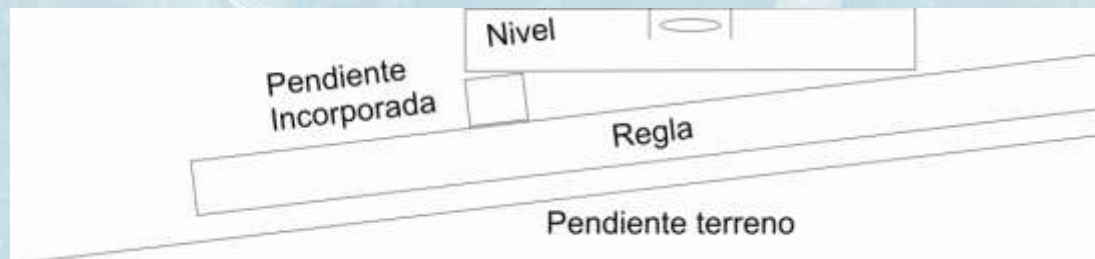 Nivel
Pendiente
Incorporada
Regla
Pendiente terreno